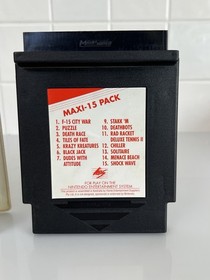 MAXI-15 PACK
1. F-15 CITY WAR
2. PUZZLE
3. DEATH RACE
4. TILES OF FATE
5. KRAZY KREATURES
6. BLACK JACK
7. DUDES WITH
ATTITUDE
9. STAKK 'M
10. DEATHBOTS
11. RAD RACKET
DELUXE TENNIS II
12. CHILLER
13. SOLITAIRE
14. MENACE BEACH
15. SHOCK WAVE
FOR PLAY ON THE
NINTENDO ENTERTAINMENT SYSTEM